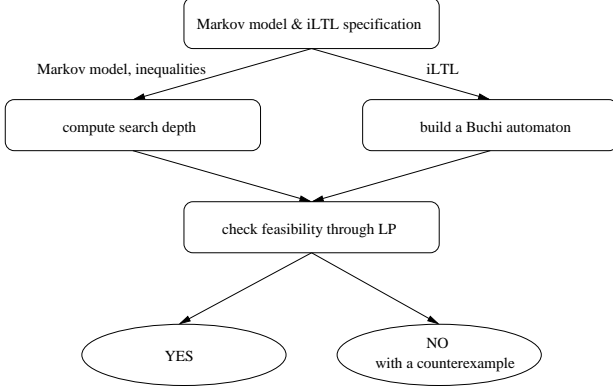 Markov model & iLTL specification
Markov model, inequalities
iLTL
compute search depth
build a Buchi automaton
check feasibility through LP
YES
NO
with a counterexample